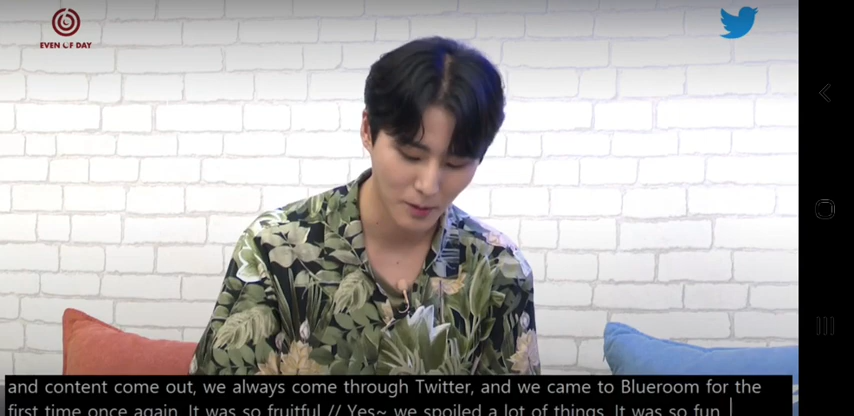 EVEN OF DAY
and content come out, we always come through Twitter, and we came to Blueroom for the
first time once again. It was so fruitful // Yes~ we spoiled a lot of things. It was so fun.